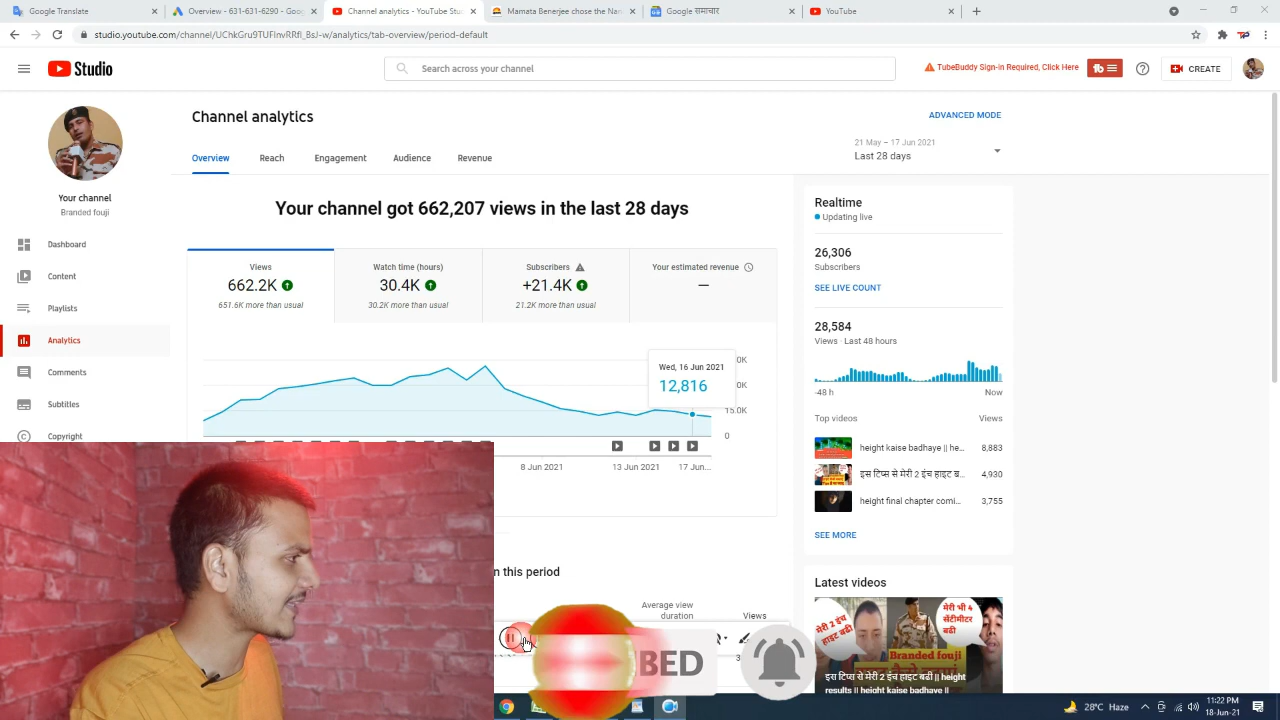 Google Translate
Overview - 631-631-6290 - Goo
Channel analytics - YouTube Stu
Mamata Banerjee chose the Nan
Google समाचार
YouTube
studio.youtube.com/channel/UChkGru9TUFInvRRfl_8sJ-w/analytics/tab-overview/period-default
Studio
Search across your channel
TubeBuddy Sign-in Required, Click Here
CREATE
Channel analytics
ADVANCED MODE
Overview
Reach
Engagement
Audience
Revenue
21 May – 17 Jun 2021
Last 28 days
Your channel
Branded fouji
Dashboard
Content
Playlists
Analytics
Comments
Subtitles
Copyright
Your channel got 662,207 views in the last 28 days
Views
662.2K
651.6K more than usual
Watch time (hours)
30.4K
30.2K more than usual
Subscribers
+21.4K
21.2K more than usual
Your estimated revenue
—
Wed, 16 Jun 2021
12,816
0K
0K
15.0K
0
8 Jun 2021
13 Jun 2021
17 Jun...
n this period
Average view
duration
Views
BED
Realtime
Updating live
26,306
Subscribers
SEE LIVE COUNT
28,584
Views · Last 48 hours
-48 h
Now
Top videos
Views
height kaise badhaye || he...
8,883
इस टिप्स से मेरी 2 इंच हाइट ब...
4,930
height final chapter comi...
3,755
SEE MORE
Latest videos
मेरी 2 इंच
हाइट बढी
मेरी भी 4
सेंटीमीटर
बढी
Branded fouji
इस टिप्स से मेरी 2 इंच हाइट बढी || height
results || height kaise badhaye ||
28°C Haze
11:22 PM
18-Jun-21